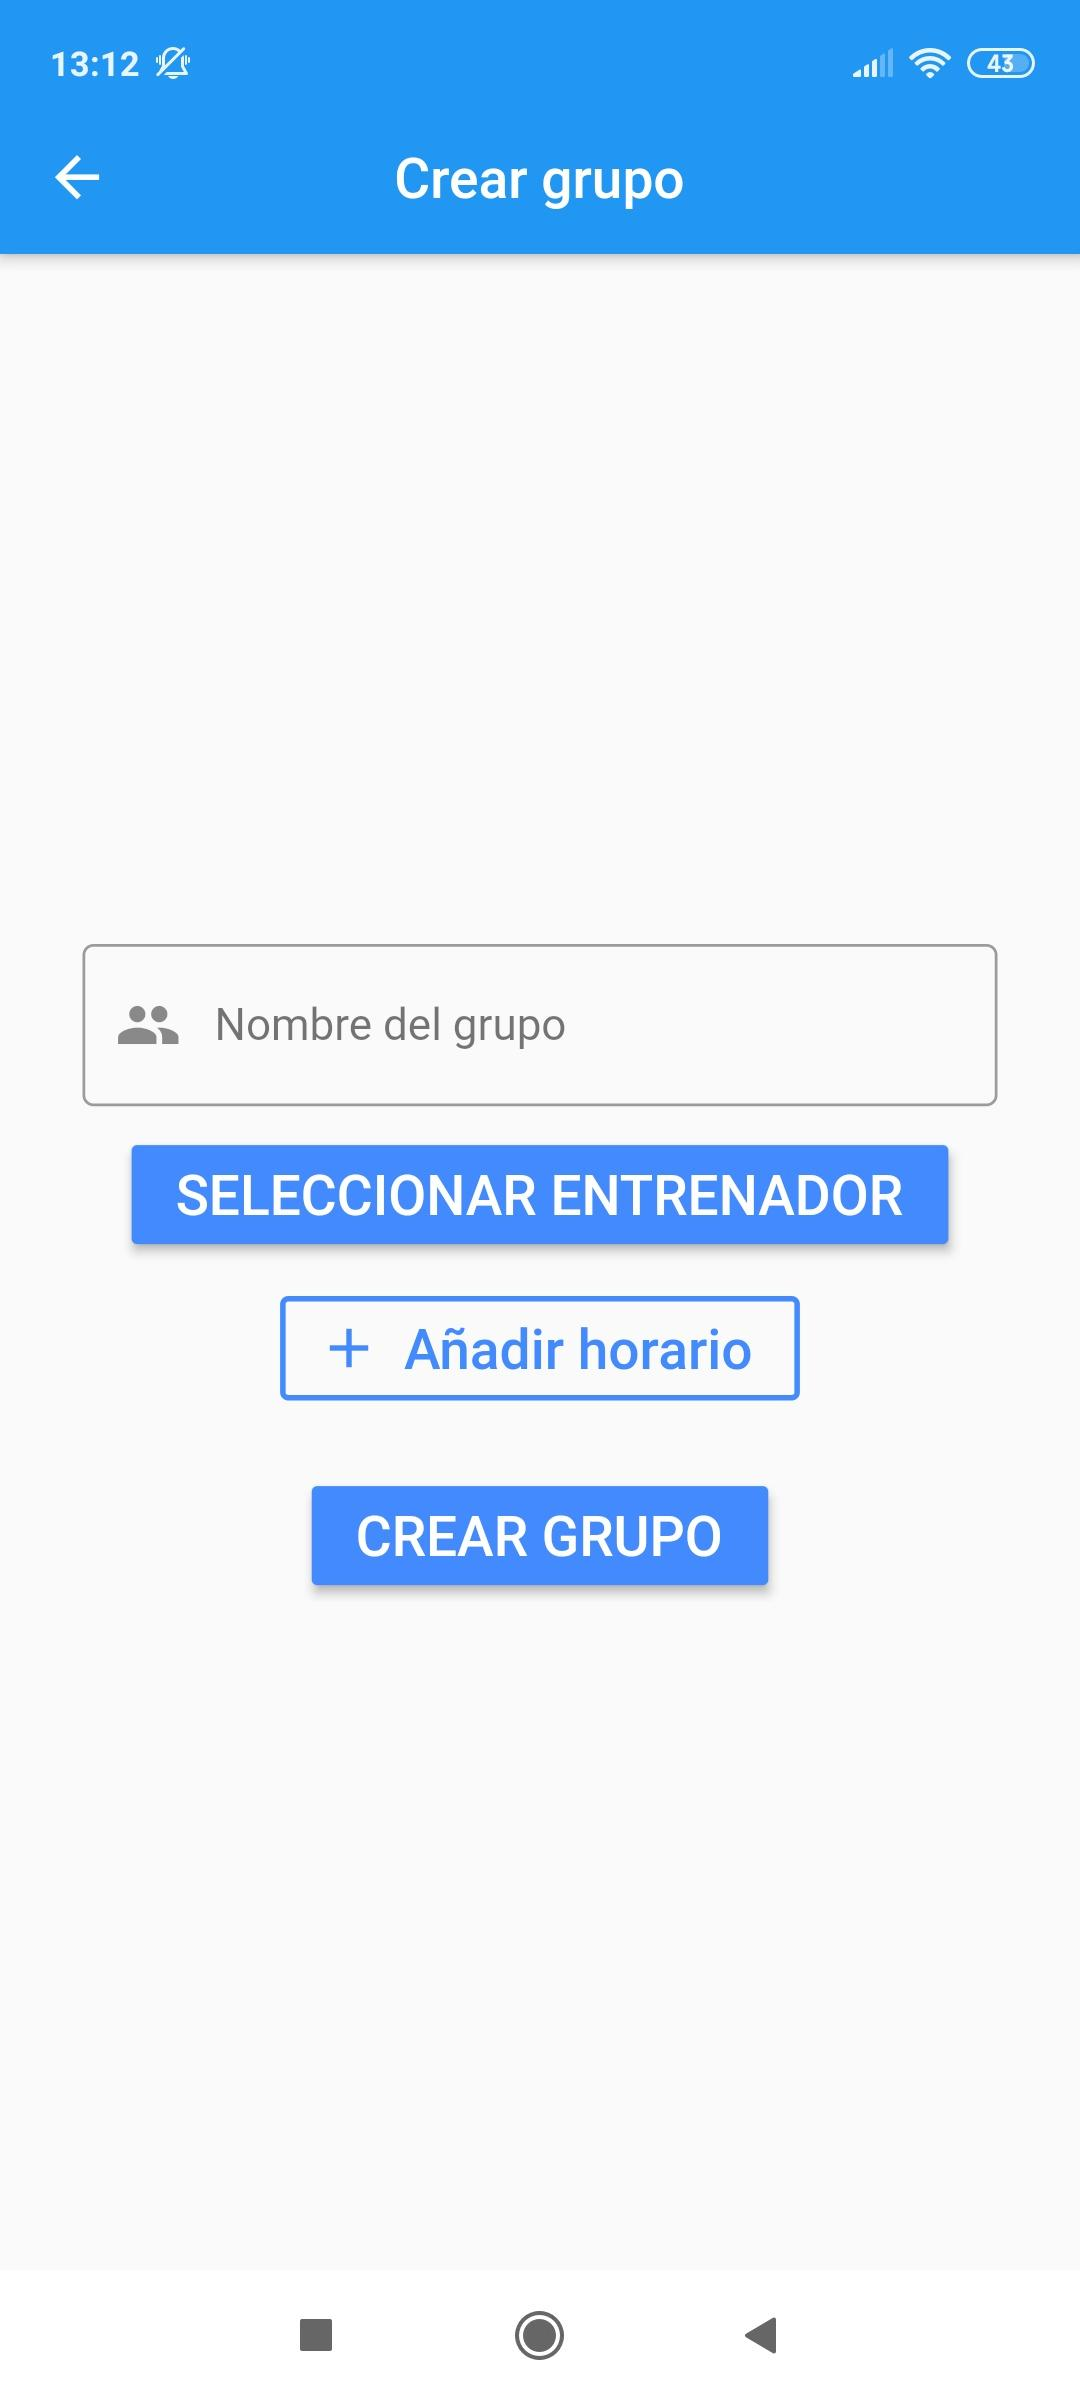 13:12
43
Crear grupo
Nombre del grupo
SELECCIONAR ENTRENADOR
+ Añadir horario
CREAR GRUPO